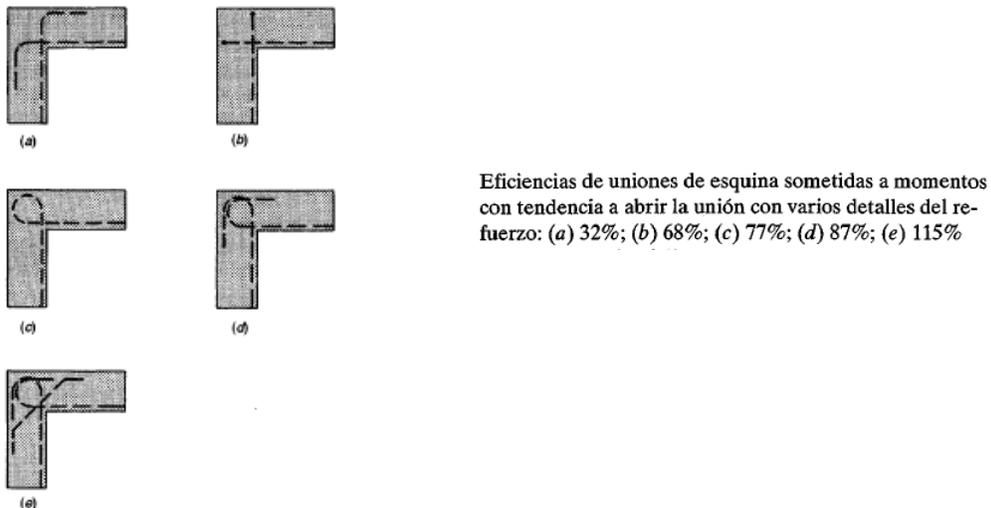 (a)
(b)
Eficiencias de uniones de esquina sometidas a momentos
con tendencia a abrir la unión con varios detalles del re-
fuerzo: (a) 32%; (b) 68%; (c) 77%; (d) 87%; (e) 115%
(c)
(d)
(e)